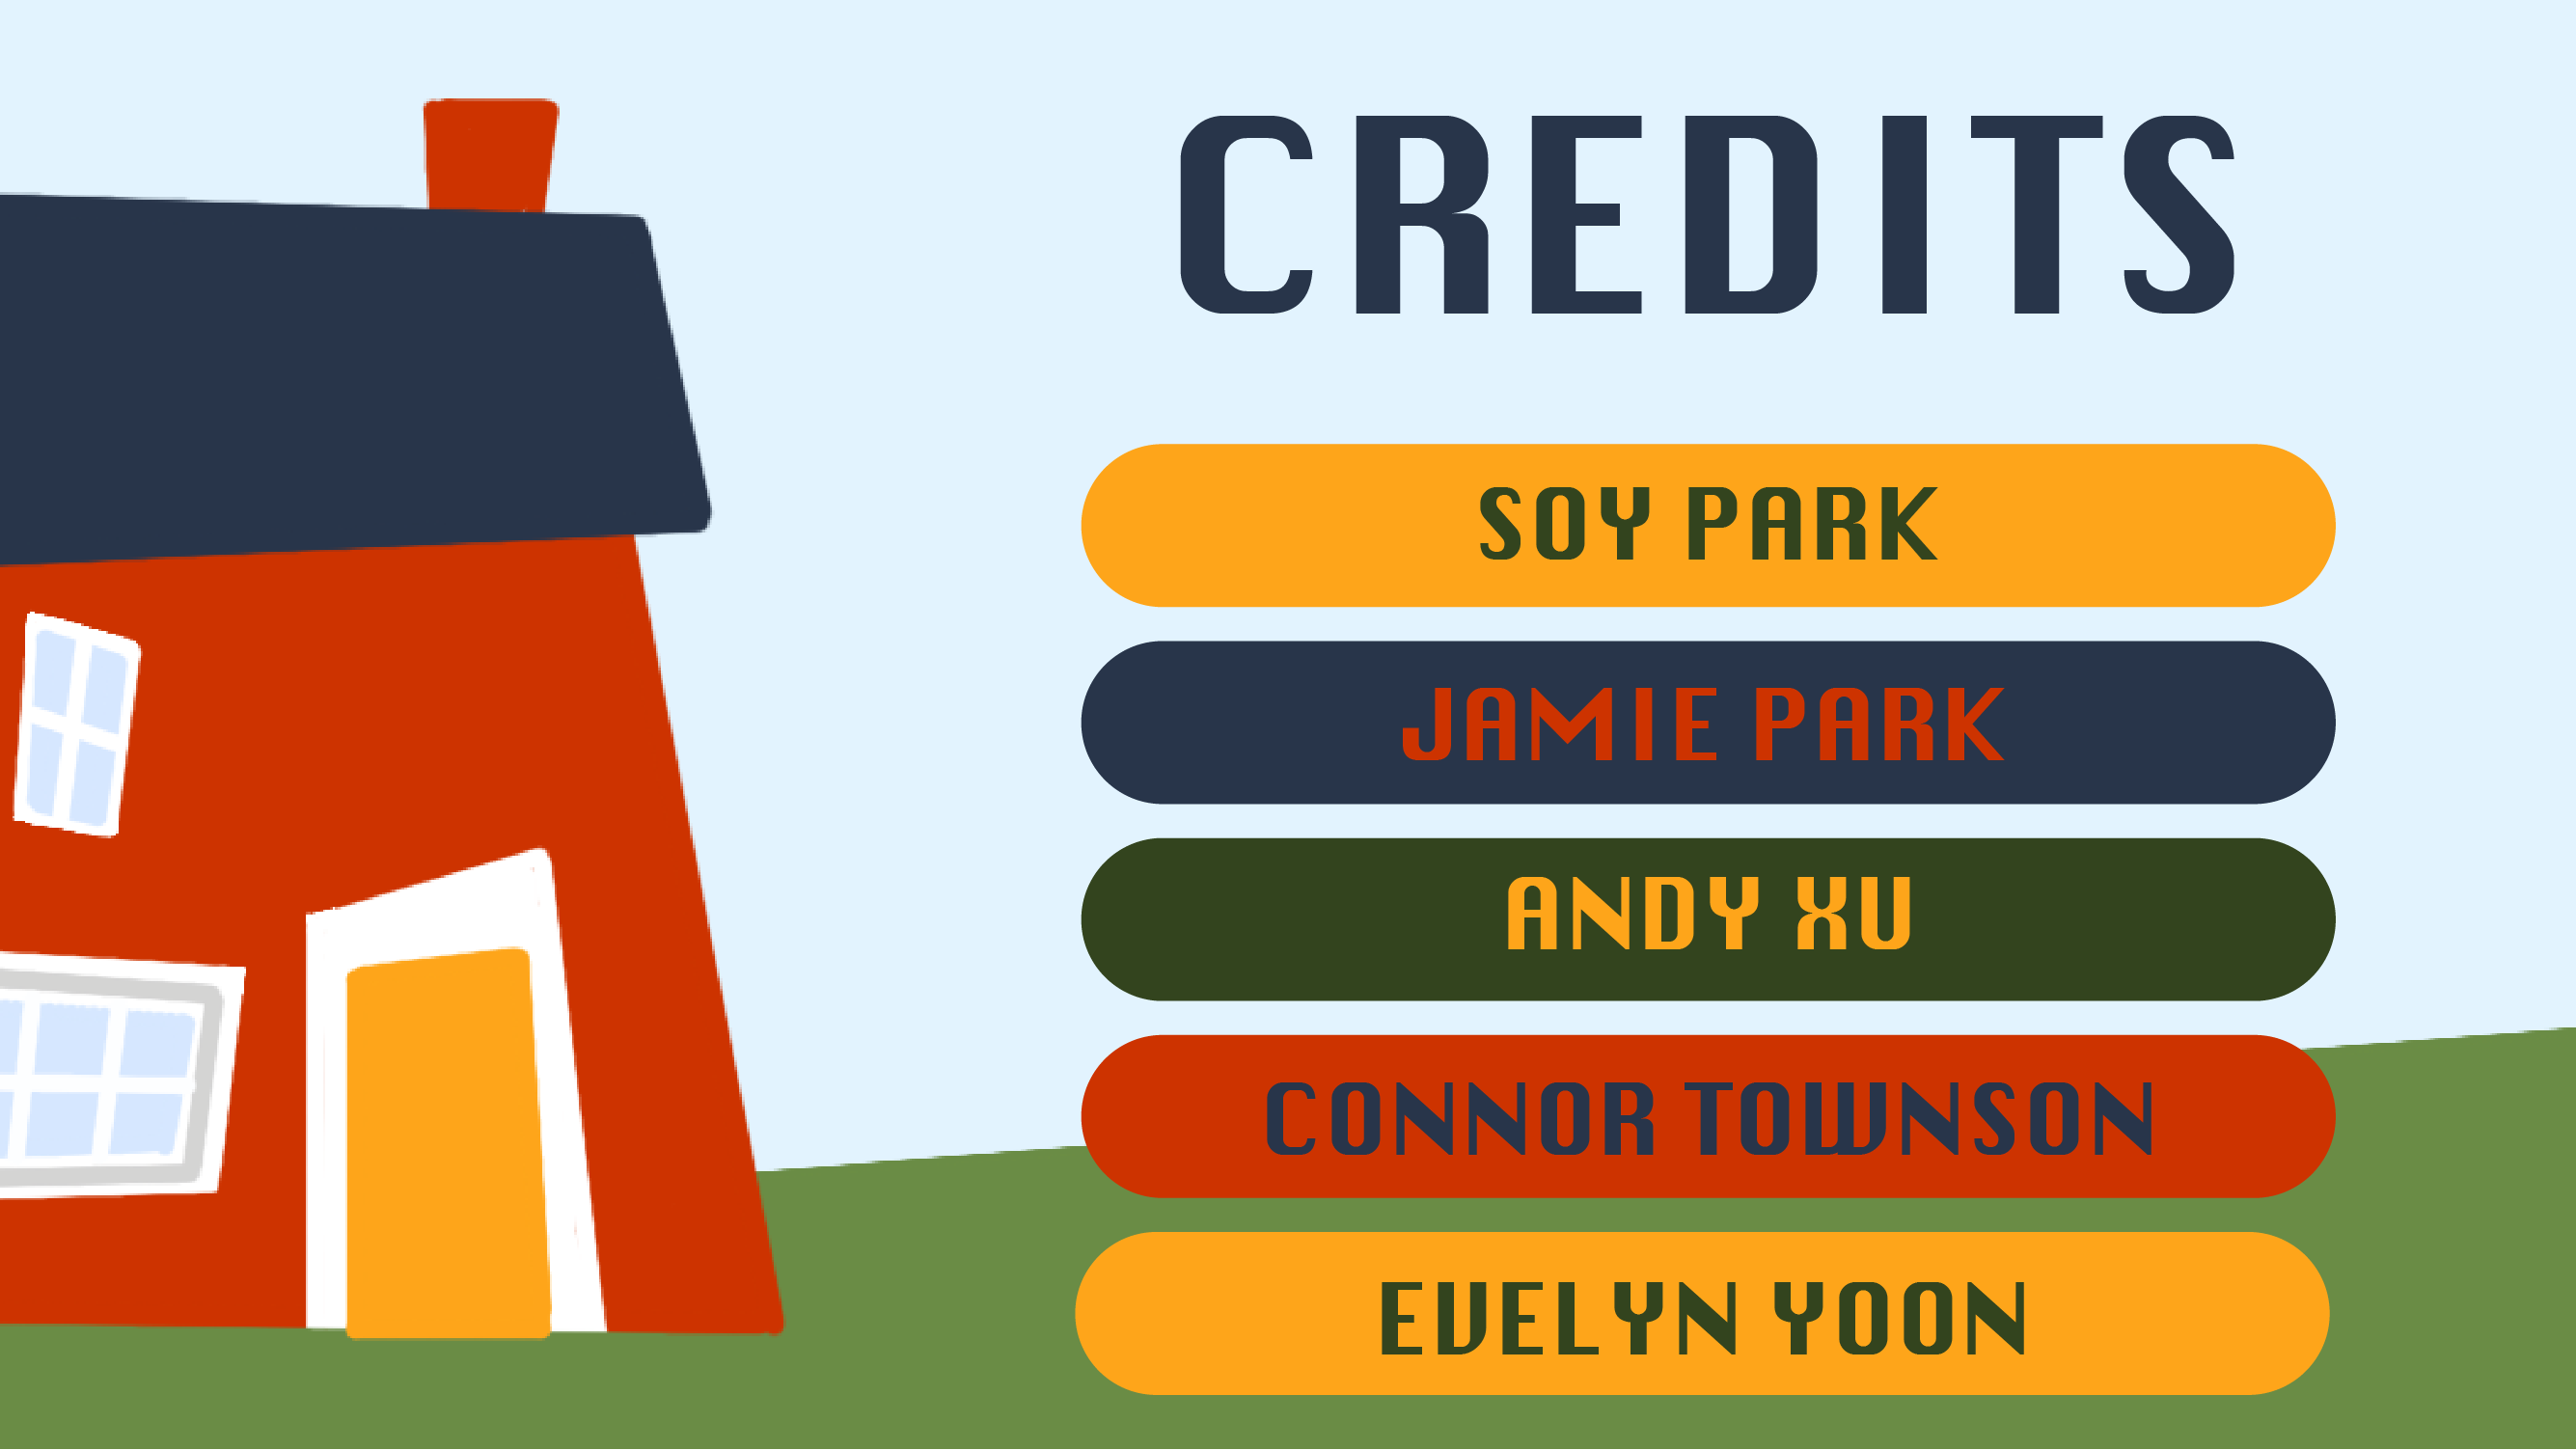 CREDITS
SOY PARK
JAMIE PARK
ANDY XU
CONNOR TOWNSON
EVELYN YOON